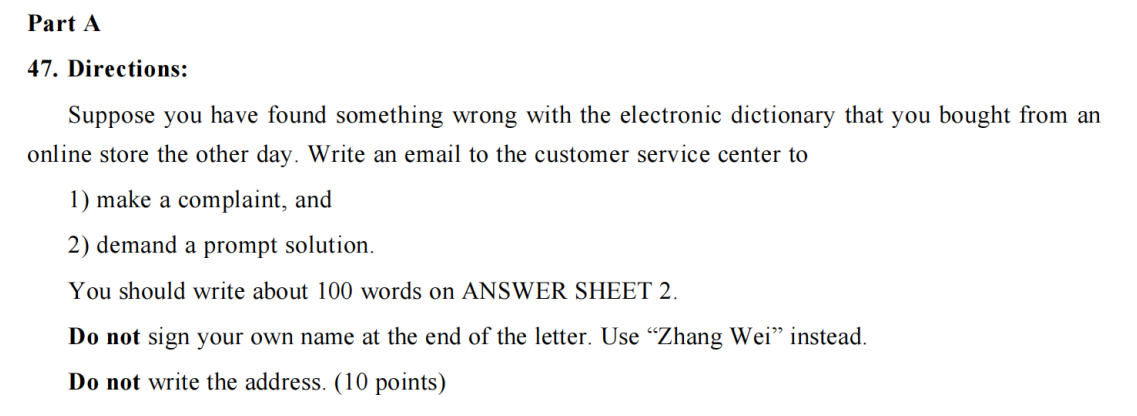 Part A
47. Directions:
Suppose you have found something wrong with the electronic dictionary that you bought from an
online store the other day. Write an email to the customer service center to
1) make a complaint, and
2) demand a prompt solution.
You should write about 100 words on ANSWER SHEET 2.
Do not sign your own name at the end of the letter. Use “Zhang Wei” instead.
Do not write the address. (10 points)